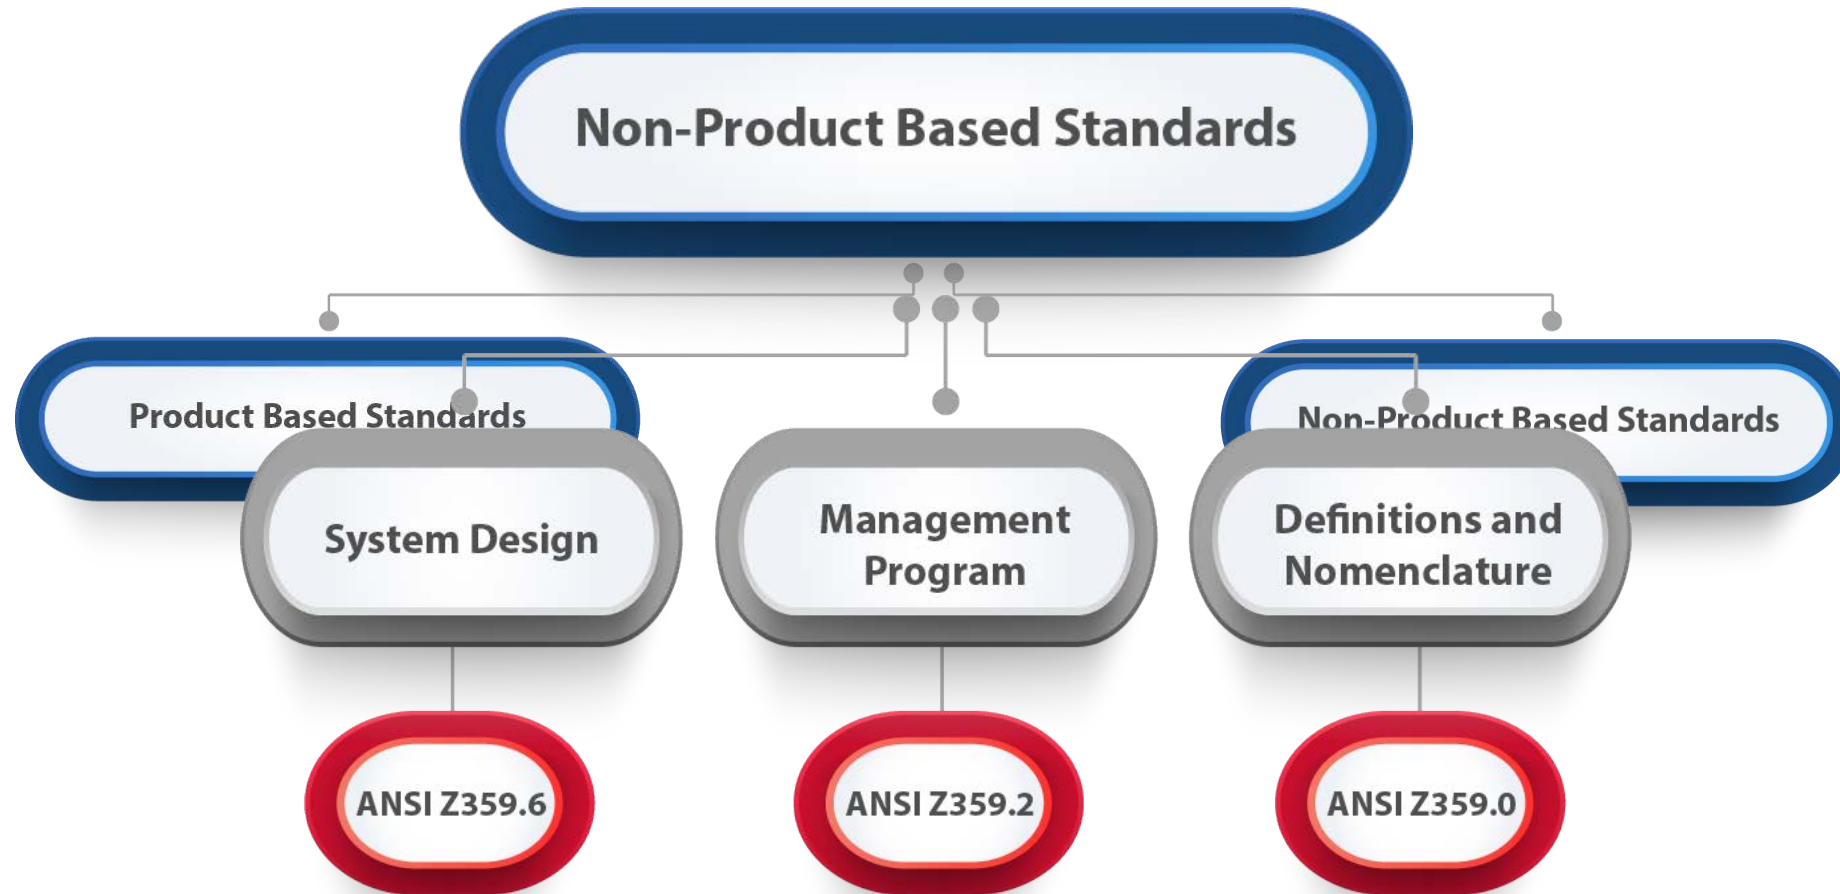 Non-Product Based Standards
Product Based Standards
Non-Product Based Standards
System Design
Management
Program
Definitions and
Nomenclature
ANSI Z359.6
ANSI Z359.2
ANSI Z359.0